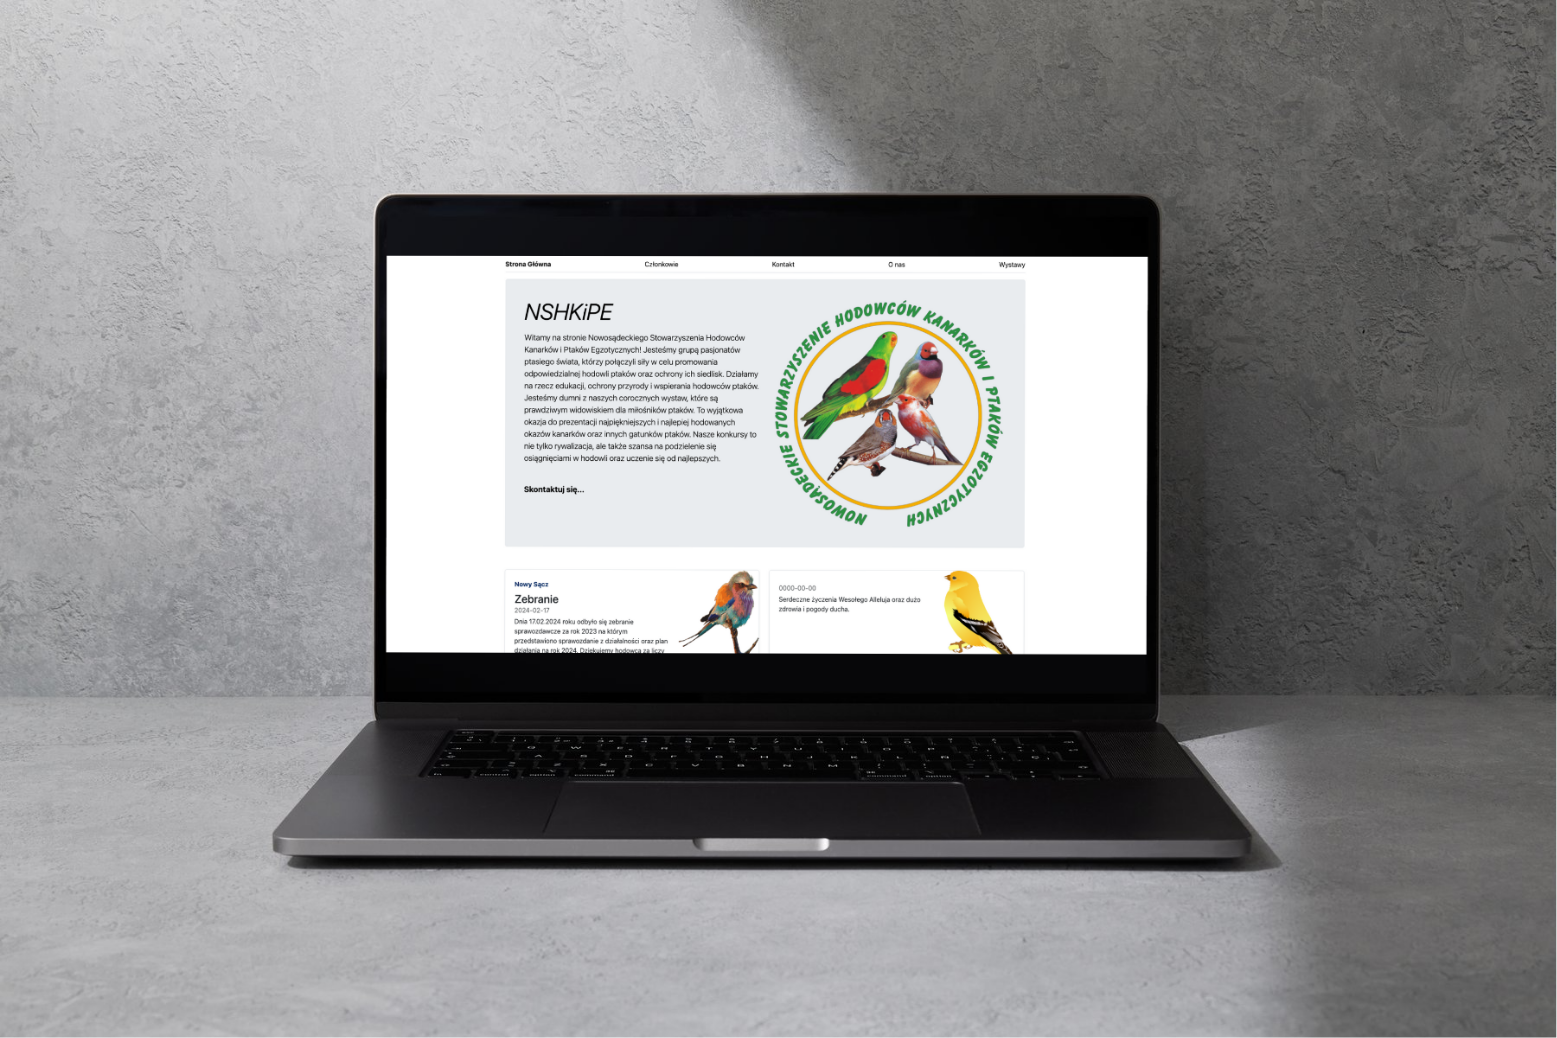 Strona Główna
Członkowie
Kontakt
O nas
Wystawy
NSHKiPE
Witamy na stronie Nowosądeckiego Stowarzyszenia Hodowców
Kanarków i Ptaków Egzotycznych! Jesteśmy grupą pasjonatów
ptasiego świata, którzy połączyli siły w celu promowania
odpowiedzialnej hodowli ptaków oraz ochrony ich siedlisk. Działamy
na rzecz edukacji, ochrony przyrody i wspierania hodowców ptaków.
Jesteśmy dumni z naszych corocznych wystaw, które są
prawdziwym widowiskiem dla miłośników ptaków. To wyjątkowa
okazja do prezentacji najpiękniejszych i najlepiej hodowanych
okazów kanarków oraz innych gatunków ptaków. Nasze konkursy to
nie tylko rywalizacja, ale także szansa na podzielenie się
osiągnięciami w hodowli oraz uczenie się od najlepszych.
Skontaktuj się...
NOWOSĄDECKIE STOWARZYSZENIE HODOWCÓW KANARKÓW I PTAKÓW EGZOTYCZNYCH
Nowy Sącz
Zebranie
2024-02-17
Dnia 17.02.2024 roku odbyło się zebranie
sprawozdawcze za rok 2023 na którym
przedstawiono sprawozdanie z działalności oraz plan
działania na rok 2024. Dziękujemy hodowcą za liczy
0000-00-00
Serdeczne życzenia Wesołego Alleluja oraz dużo
zdrowia i pogody ducha.